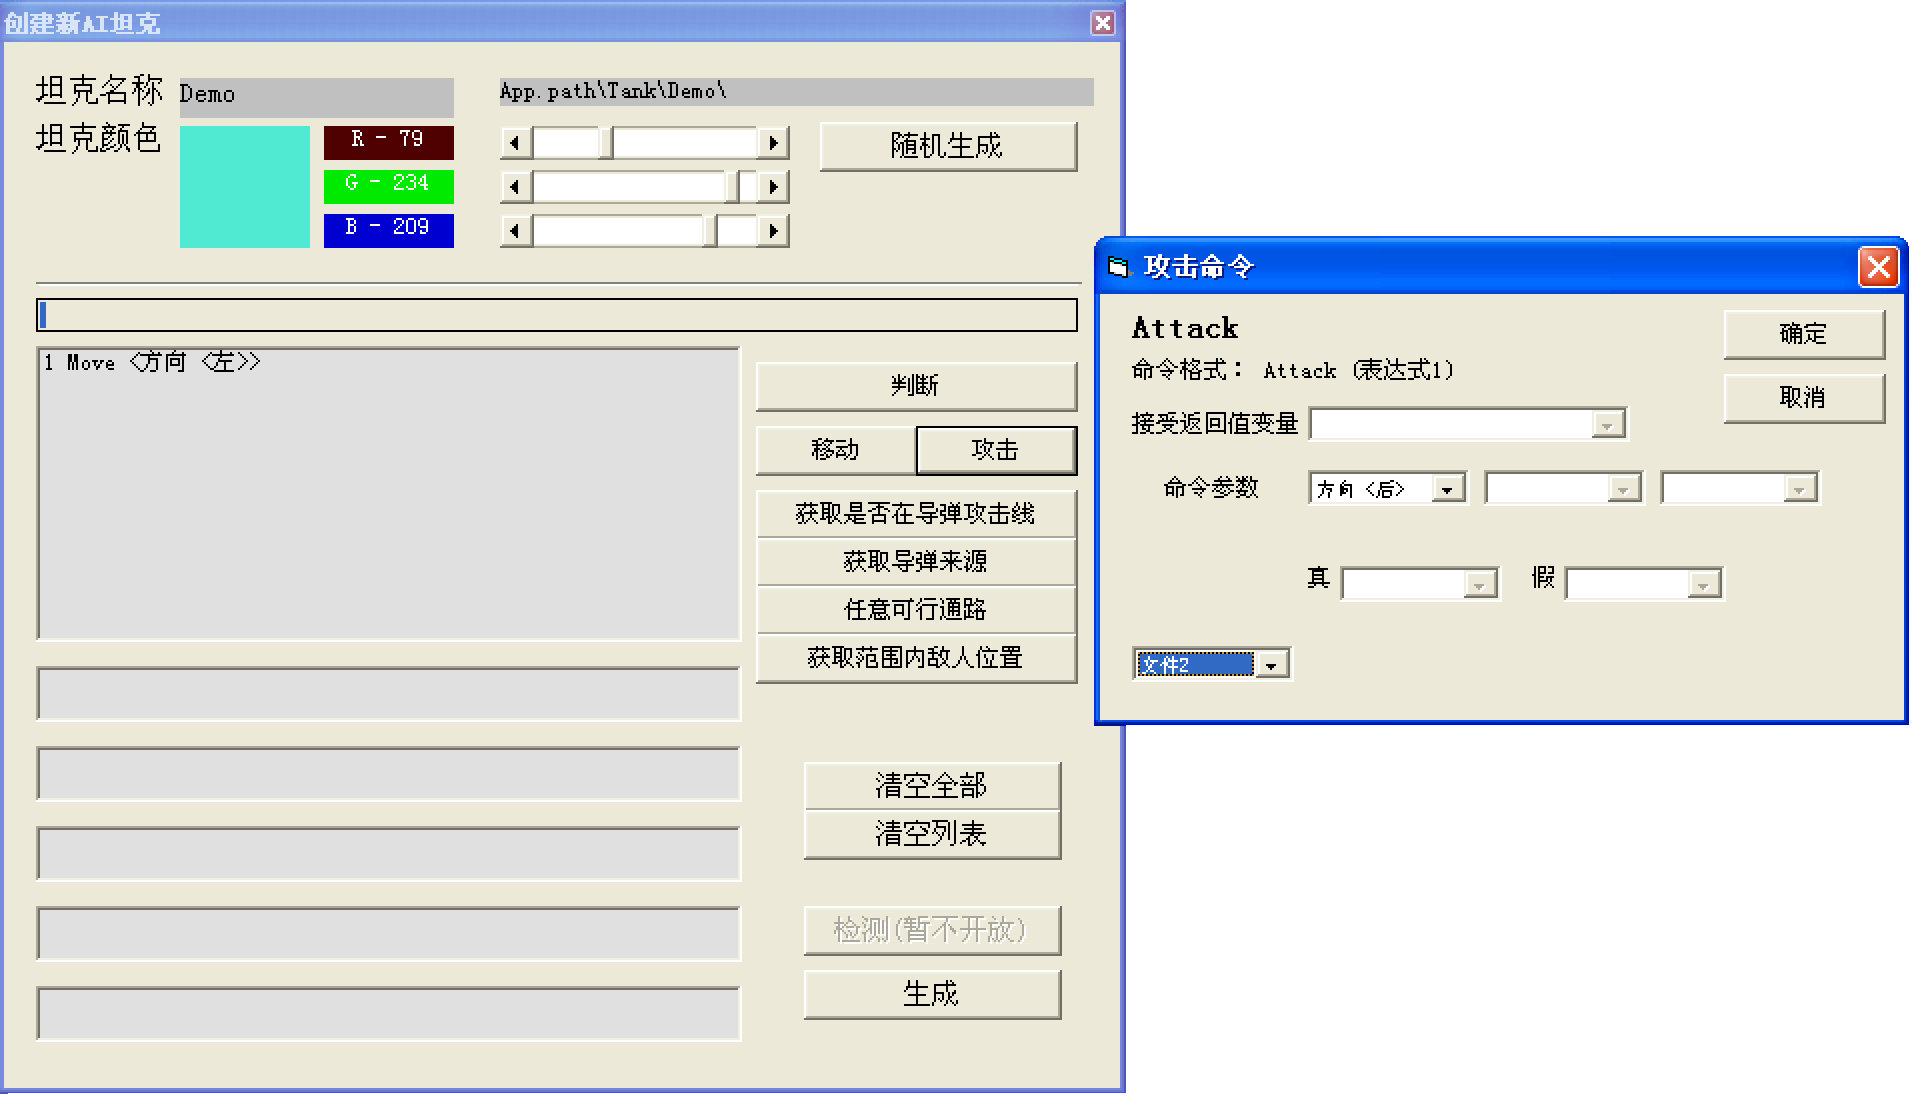 创建新AI坦克
坦克名称 Demo App.path\Tank\Demo\
坦克颜色 R - 79 随机生成
G - 234
B - 209
1 Move <方向 <左>>
判断
移动 攻击
获取是否在导弹攻击线
获取导弹来源
任意可行通路
获取范围内敌人位置
清空全部
清空列表
检测(暂不开放)
生成
攻击命令
Attack 确定
命令格式： Attack (表达式1)
取消
接受返回值变量
命令参数 方向 <后>
真 假
文件2